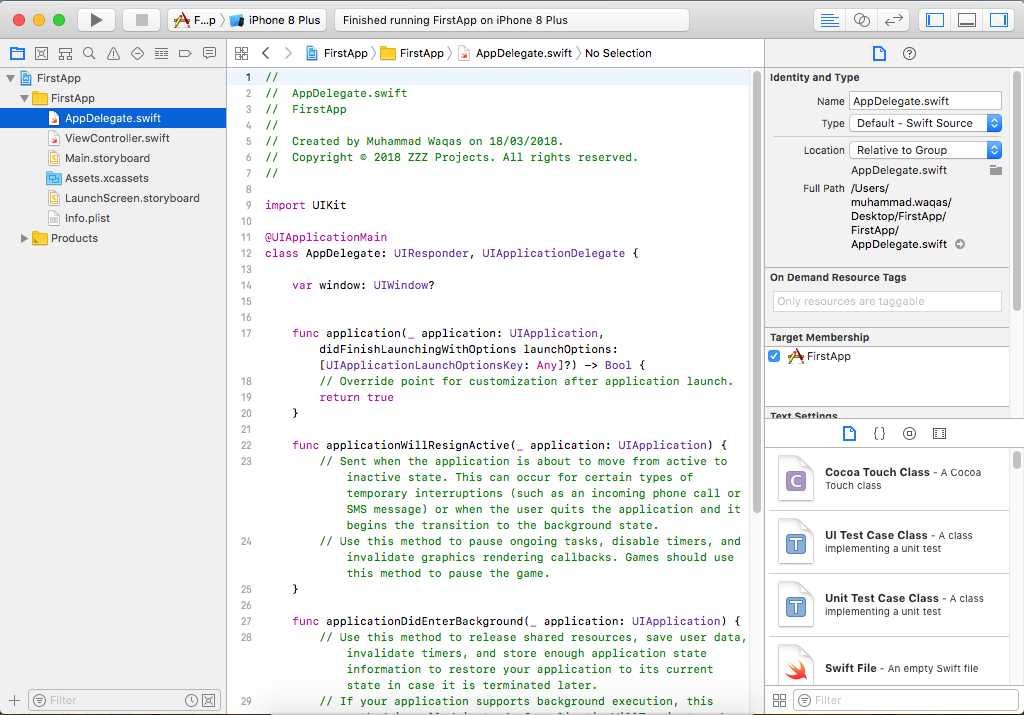 F...p
iPhone 8 Plus
Finished running FirstApp on iPhone 8 Plus
FirstApp
FirstApp
AppDelegate.swift
No Selection
FirstApp
FirstApp
AppDelegate.swift
ViewController.swift
Main.storyboard
Assets.xcassets
LaunchScreen.storyboard
Info.plist
Products
Filter
1 //
2 // AppDelegate.swift
3 // FirstApp
4 //
5 // Created by Muhammad Waqas on 18/03/2018.
6 // Copyright © 2018 ZZZ Projects. All rights reserved.
7 //
8
9 import UIKit
10
11 @UIApplicationMain
12 class AppDelegate: UIResponder, UIApplicationDelegate {
13
14 var window: UIWindow?
15
16
17 func application(_ application: UIApplication,
didFinishLaunchingWithOptions launchOptions:
[UIApplicationLaunchOptionsKey: Any]?) -> Bool {
18 // Override point for customization after application launch.
19 return true
20 }
21
22 func applicationWillResignActive(_ application: UIApplication) {
23 // Sent when the application is about to move from active to
inactive state. This can occur for certain types of
temporary interruptions (such as an incoming phone call or
SMS message) or when the user quits the application and it
begins the transition to the background state.
24 // Use this method to pause ongoing tasks, disable timers, and
invalidate graphics rendering callbacks. Games should use
this method to pause the game.
25 }
26
27 func applicationDidEnterBackground(_ application: UIApplication) {
28 // Use this method to release shared resources, save user data,
invalidate timers, and store enough application state
information to restore your application to its current
state in case it is terminated later.
29 // If your application supports background execution, this
Identity and Type
Name AppDelegate.swift
Type Default - Swift Source
Location Relative to Group
AppDelegate.swift
Full Path /Users/
muhammad.waqas/
Desktop/FirstApp/
FirstApp/
AppDelegate.swift
On Demand Resource Tags
Only resources are taggable
Target Membership
FirstApp
Text Settings
{}
C
Cocoa Touch Class - A Cocoa
Touch class
T
UI Test Case Class - A class
implementing a unit test
T
Unit Test Case Class - A class
implementing a unit test
Swift File - An empty Swift file
Filter